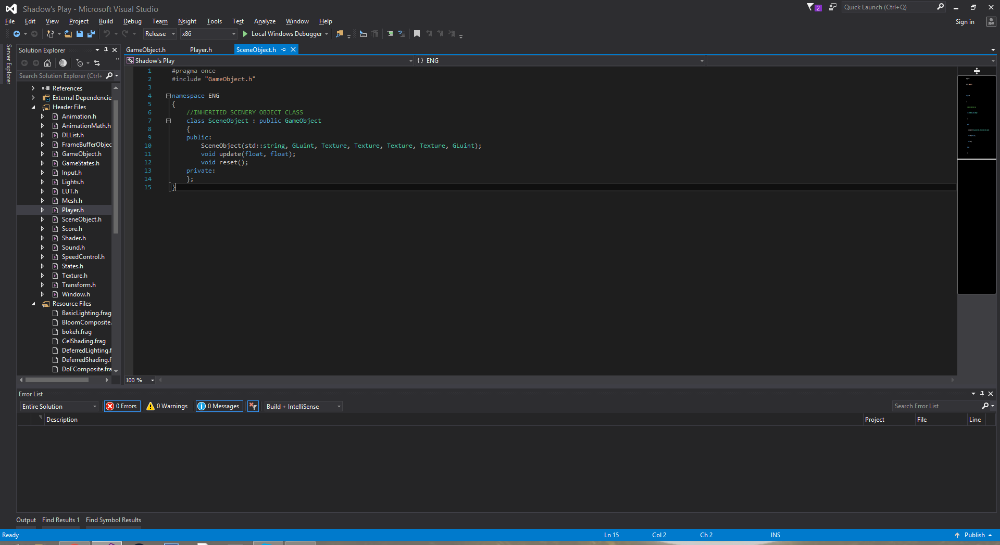 Shadow's Play - Microsoft Visual Studio
2
Quick Launch (Ctrl+Q)
File Edit View Project Build Debug Team Nsight Tools Test Analyze Window Help
Sign in
Release x86 Local Windows Debugger
Server Explorer
Solution Explorer
Search Solution Explorer (Ctrl+
References
External Dependencie
Header Files
Animation.h
AnimationMath.h
DLList.h
FrameBufferObjec
GameObject.h
GameStates.h
Input.h
Lights.h
LUT.h
Mesh.h
Player.h
SceneObject.h
Score.h
Shader.h
Sound.h
SpeedControl.h
States.h
Texture.h
Transform.h
Window.h
Resource Files
BasicLighting.frag
BloomComposite.
bokeh.frag
CelShading.frag
DeferredLighting.f
DeferredShading.f
DoFComposite.fra
GameObject.h Player.h SceneObject.h
Shadow's Play {} ENG
1 #pragma once
2 #include "GameObject.h"
3
4 namespace ENG
5 {
6 //INHERITED SCENERY OBJECT CLASS
7 class SceneObject : public GameObject
8 {
9 public:
10 SceneObject(std::string, GLuint, Texture, Texture, Texture, Texture, GLuint);
11 void update(float, float);
12 void reset();
13 private:
14 };
15 }
100 %
Error List
Entire Solution 0 Errors 0 Warnings 0 Messages Build + IntelliSense Search Error List
Description Project File Line
Output Find Results 1 Find Symbol Results
Ready Ln 15 Col 2 Ch 2 INS Publish